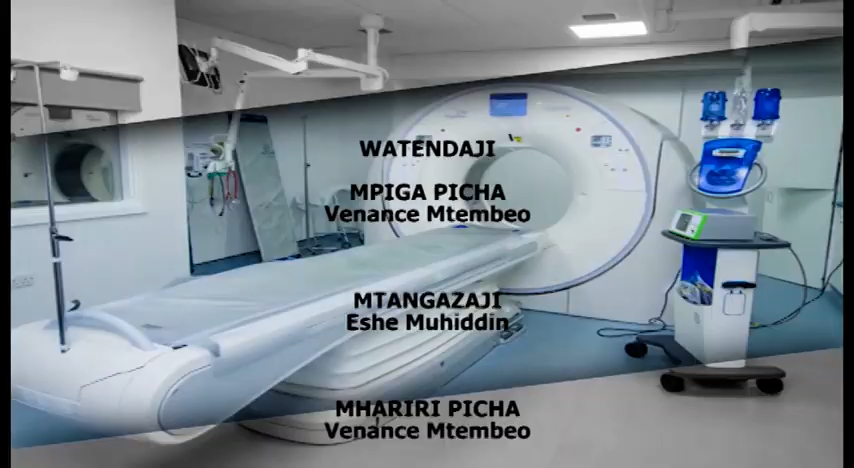 WATENDAJI
MPIGA PICHA
Venance Mtembeo
MTANGAZAJI
Eshe Muhiddin
MHARIRI PICHA
Venance Mtembeo